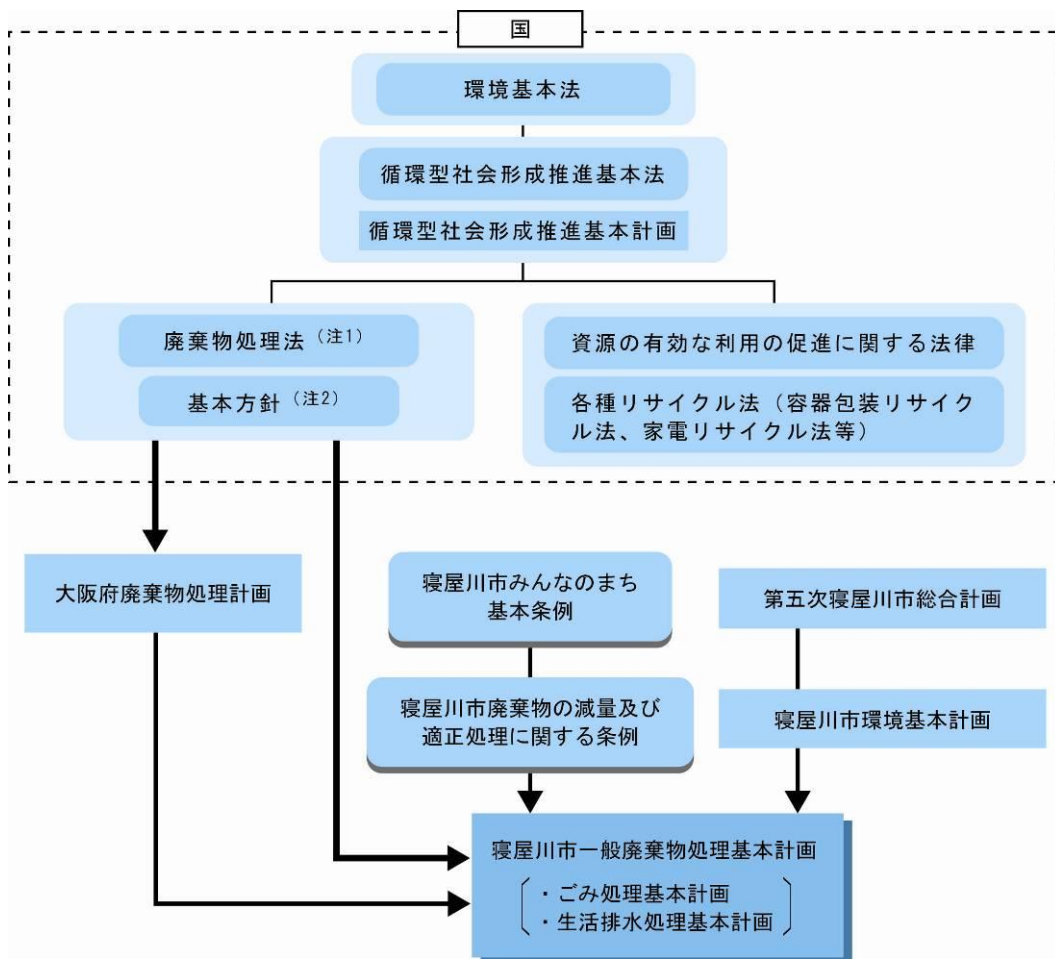 国
環境基本法
循環型社会形成推進基本法
循環型社会形成推進基本計画
廃棄物処理法(注1)
基本方針(注2)
資源の有効な利用の促進に関する法律
各種リサイクル法（容器包装リサイク
ル法、家電リサイクル法等）
大阪府廃棄物処理計画
寝屋川市みんなのまち
基本条例
第五次寝屋川市総合計画
寝屋川市廃棄物の減量及び
適正処理に関する条例
寝屋川市環境基本計画
寝屋川市一般廃棄物処理基本計画
・ごみ処理基本計画
・生活排水処理基本計画